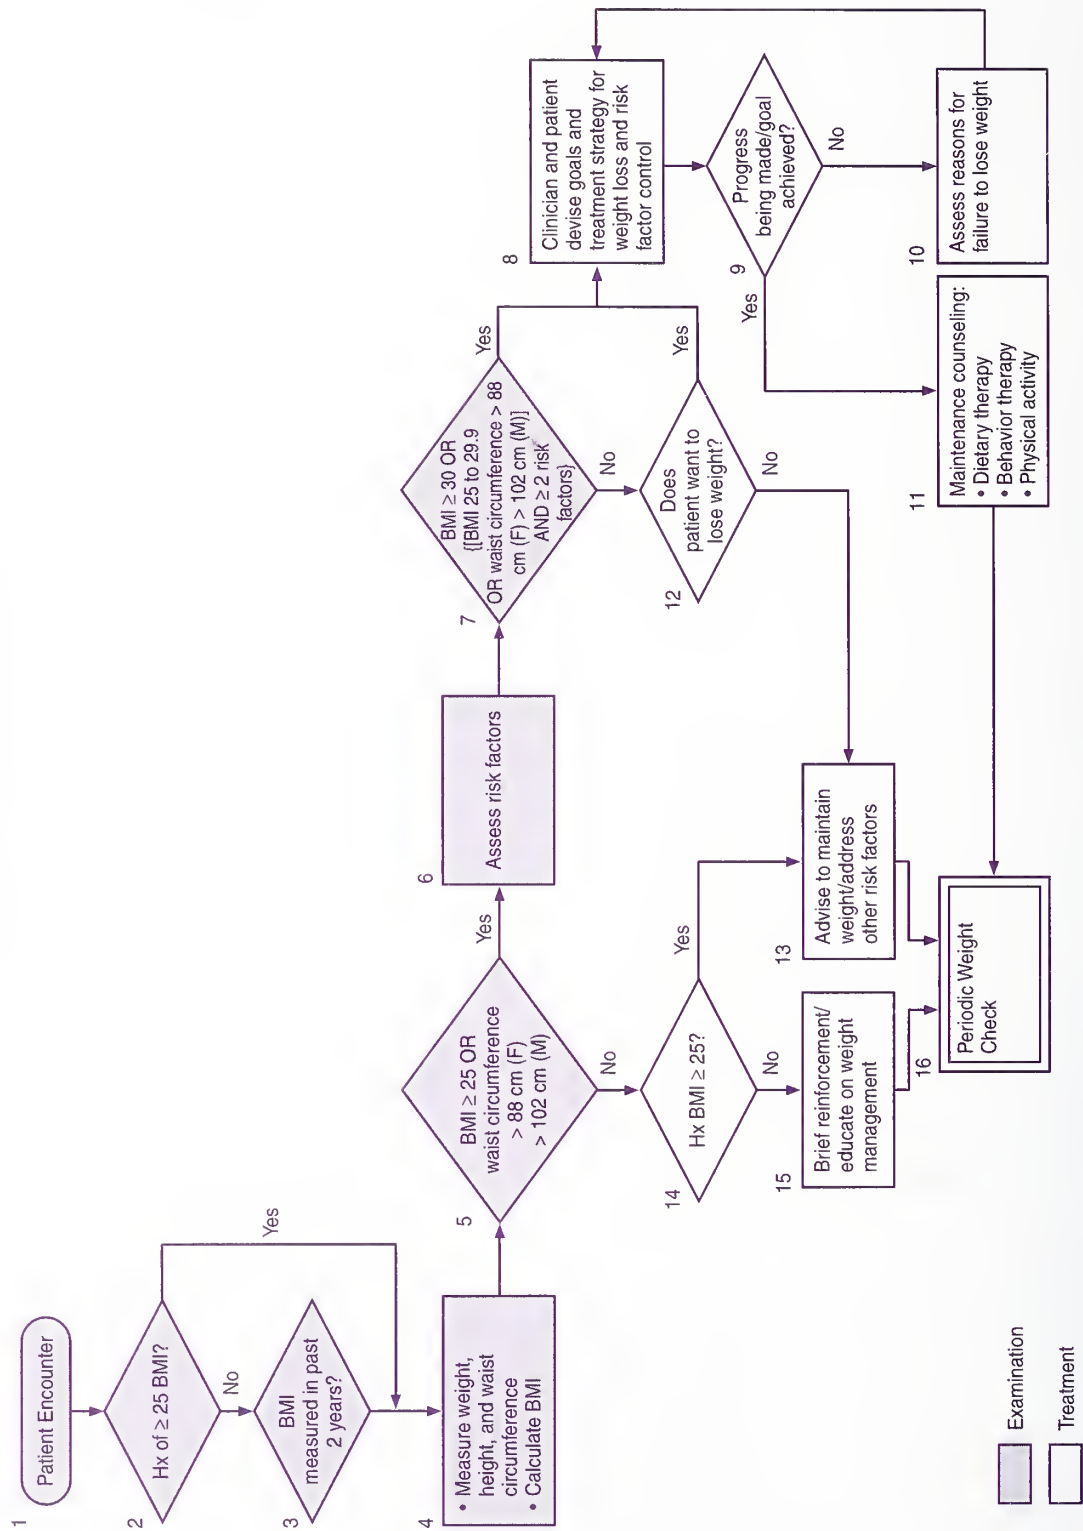 1
Patient Encounter
2
Hx of ≥ 25 BMI?
Yes
No
3
BMI
measured in past
2 years?
4
• Measure weight,
height, and waist
circumference
• Calculate BMI
5
BMI ≥ 25 OR
waist circumference
> 88 cm (F)
> 102 cm (M)
Yes
No
6
Assess risk factors
7
BMI ≥ 30 OR
{[BMI 25 to 29.9
OR waist circumference > 88
cm (F) > 102 cm (M)]
AND ≥ 2 risk
factors}
Yes
No
8
Clinician and patient
devise goals and
treatment strategy for
weight loss and risk
factor control
9
Progress
being made/goal
achieved?
Yes
No
10
Assess reasons for
failure to lose weight
11
Maintenance counseling:
• Dietary therapy
• Behavior therapy
• Physical activity
12
Does
patient want to
lose weight?
Yes
No
13
Advise to maintain
weight/address
other risk factors
14
Hx BMI ≥ 25?
Yes
No
15
Brief reinforcement/
educate on weight
management
16
Periodic Weight
Check
Examination
Treatment